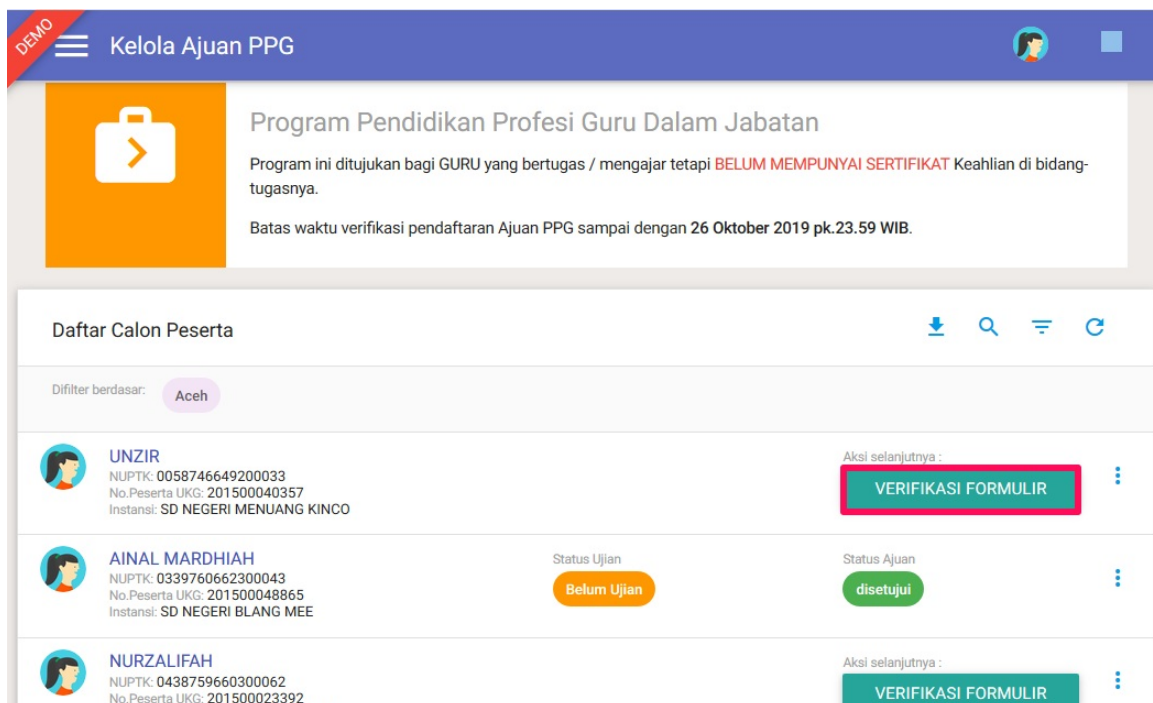 DEMO
Kelola Ajuan PPG
Program Pendidikan Profesi Guru Dalam Jabatan
Program ini ditujukan bagi GURU yang bertugas / mengajar tetapi BELUM MEMPUNYAI SERTIFIKAT Keahlian di bidang-
tugasnya.
Batas waktu verifikasi pendaftaran Ajuan PPG sampai dengan 26 Oktober 2019 pk.23.59 WIB.
Daftar Calon Peserta
Difilter berdasar: Aceh
UNZIR
NUPTK: 0058746649200033
No.Peserta UKG: 201500040357
Instansi: SD NEGERI MENUANG KINCO
Aksi selanjutnya :
VERIFIKASI FORMULIR
AINAL MARDHIAH
NUPTK: 0339760662300043
No.Peserta UKG: 201500048865
Instansi: SD NEGERI BLANG MEE
Status Ujian
Belum Ujian
Status Ajuan
disetujui
NURZALIFAH
NUPTK: 0438759660300062
No.Peserta UKG: 201500023392
Aksi selanjutnya :
VERIFIKASI FORMULIR